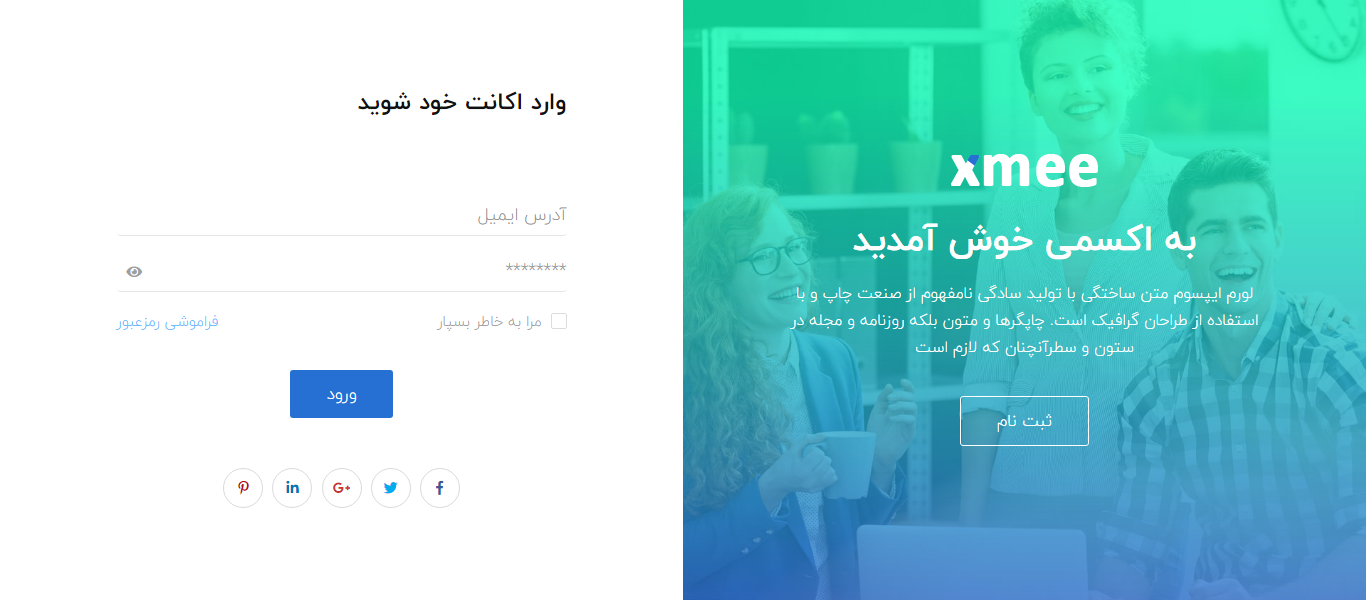 xmee
به اکسمی خوش آمدید
لورم ایپسوم متن ساختگی با تولید سادگی نامفهوم از صنعت چاپ و با
استفاده از طراحان گرافیک است. چاپگرها و متون بلکه روزنامه و مجله در
ستون و سطرآنچنان که لازم است
ثبت نام
وارد اکانت خود شوید
آدرس ایمیل
********
مرا به خاطر بسپار
فراموشی رمزعبور
ورود